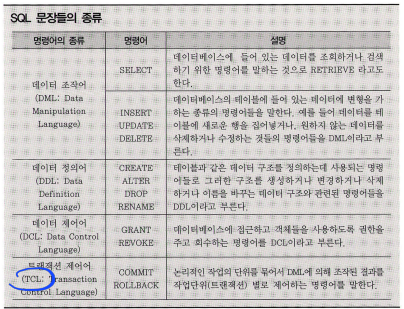 SQL 문장들의 종류
명령어의 종류 명령어 설명
데이터 조작어
(DML: Data
Manipulation
Language)
SELECT
데이터베이스에 들어 있는 데이터를 조회하거나 검색
하기 위한 명령어를 말하는 것으로 RETRIEVE 라고도
한다.
INSERT
UPDATE
DELETE
데이터베이스의 테이블에 들어 있는 데이터에 변형을 가
하는 종류의 명령어들을 말한다. 예를 들어 데이터를 테
이블에 새로운 행을 집어넣거나, 원하지 않는 데이터를
삭제하거나 수정하는 것들의 명령어들을 DML이라고 부
른다.
데이터 정의어
(DDL: Data
Definition
Language)
CREATE
ALTER
DROP
RENAME
테이블과 같은 데이터 구조를 정의하는데 사용되는 명령
어들로 그러한 구조를 생성하거나 변경하거나 삭제
하거나 이름을 바꾸는 데이터 구조와 관련된 명령어들을
DDL이라고 부른다.
데이터 제어어
(DCL: Data Control
Language)
GRANT
REVOKE
데이터베이스에 접근하고 객체들을 사용하도록 권한을
주고 회수하는 명령어를 DCL이라고 부른다.
트랜잭션 제어어
(TCL: Transaction
Control Language)
COMMIT
ROLLBACK
논리적인 작업의 단위를 묶어서 DML에 의해 조작된 결과를
작업단위(트랜잭션) 별로 제어하는 명령어를 말한다.